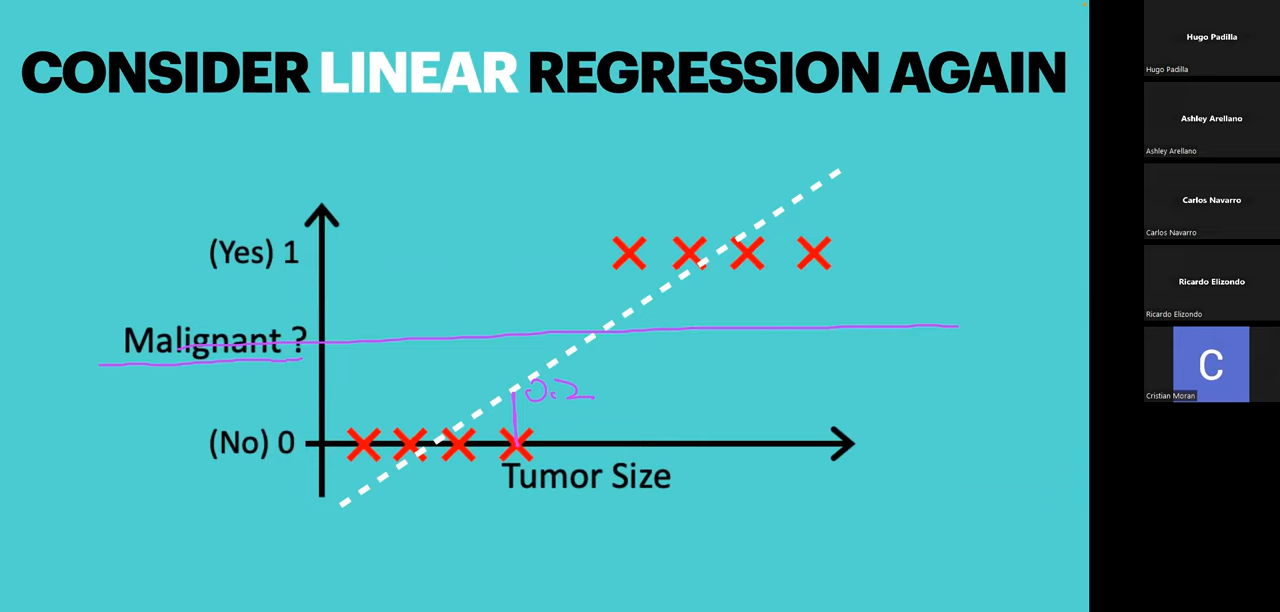 CONSIDER LINEAR REGRESSION AGAIN
(Yes) 1
Malignant ?
0.2
(No) 0
Tumor Size
Hugo Padilla
Hugo Padilla
Ashley Arellano
Ashley Arellano
Carlos Navarro
Carlos Navarro
Ricardo Elizondo
Ricardo Elizondo
C
Cristian Moran